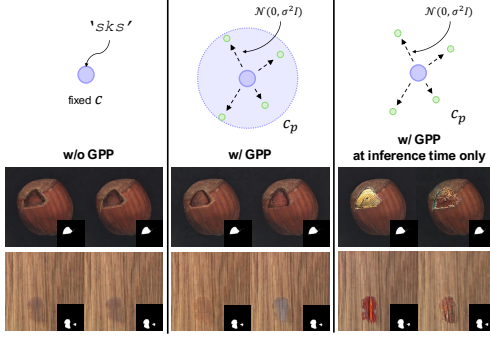 'sks'
fixed C
w/o GPP
𝒩(0, σ²I)
c_p
w/ GPP
𝒩(0, σ²I)
c_p
w/ GPP
at inference time only